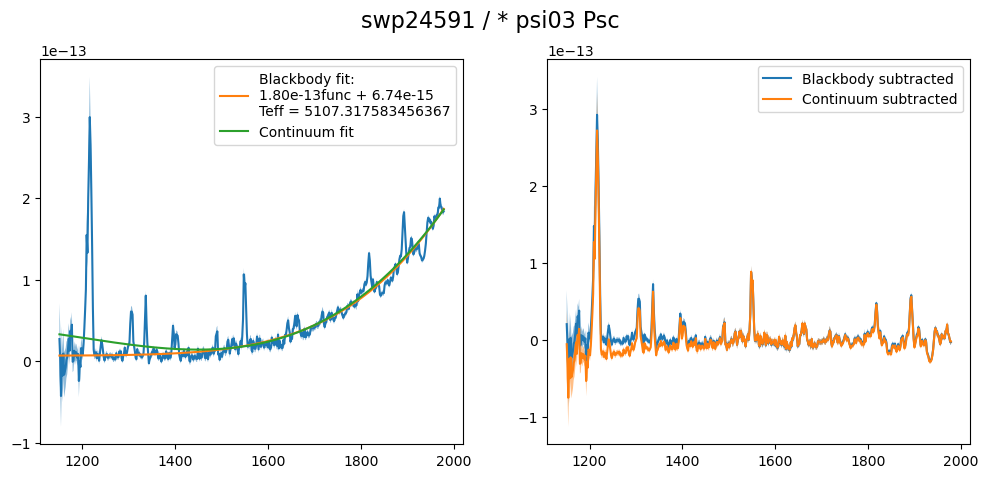 swp24591 / * psi03 Psc
1e−13
Blackbody fit:
1.80e-13func + 6.74e-15
Teff = 5107.317583456367
Continuum fit
3
2
1
0
−1
1200 1400 1600 1800 2000
1e−13
Blackbody subtracted
Continuum subtracted
3
2
1
0
−1
1200 1400 1600 1800 2000